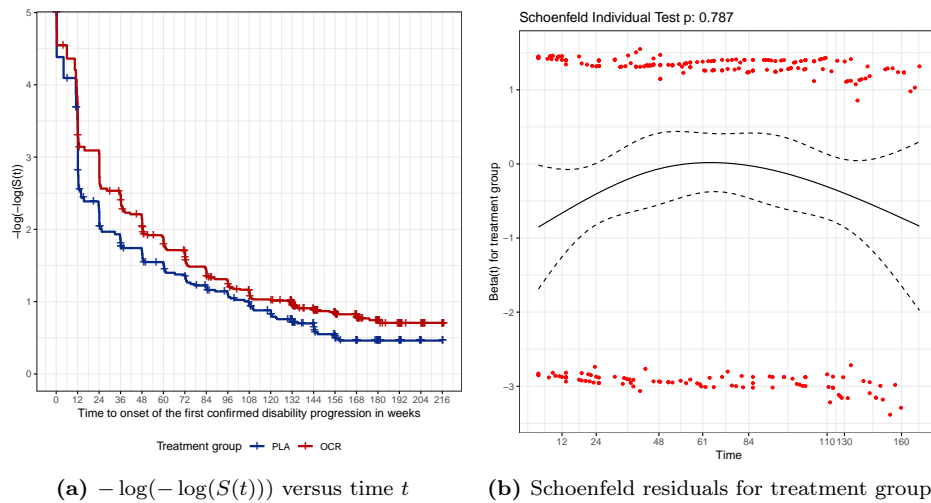 5
4
3
2
1
0
−log(−log(S(t))
0 12 24 36 48 60 72 84 96 108 120 132 144 156 168 180 192 204 216
Time to onset of the first confirmed disability progression in weeks
Treatment group PLA OCR
(a) − log(− log(S(t))) versus time t
Schoenfeld Individual Test p: 0.787
1
0
−1
−2
−3
Beta(t) for treatment group
12 24 48 61 84 110 130 160
Time
(b) Schoenfeld residuals for treatment group